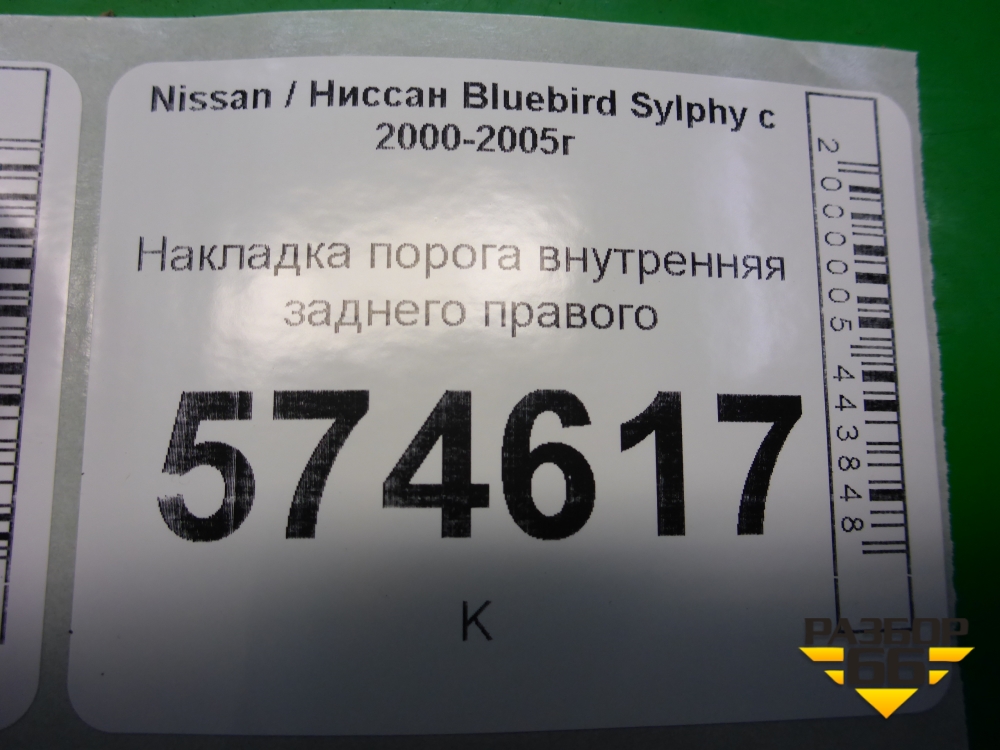 Nissan / Ниссан Bluebird Sylphy с
2000-2005г
Накладка порога внутренняя
заднего правого
574617
К
2000005443848
РАЗБОР
66